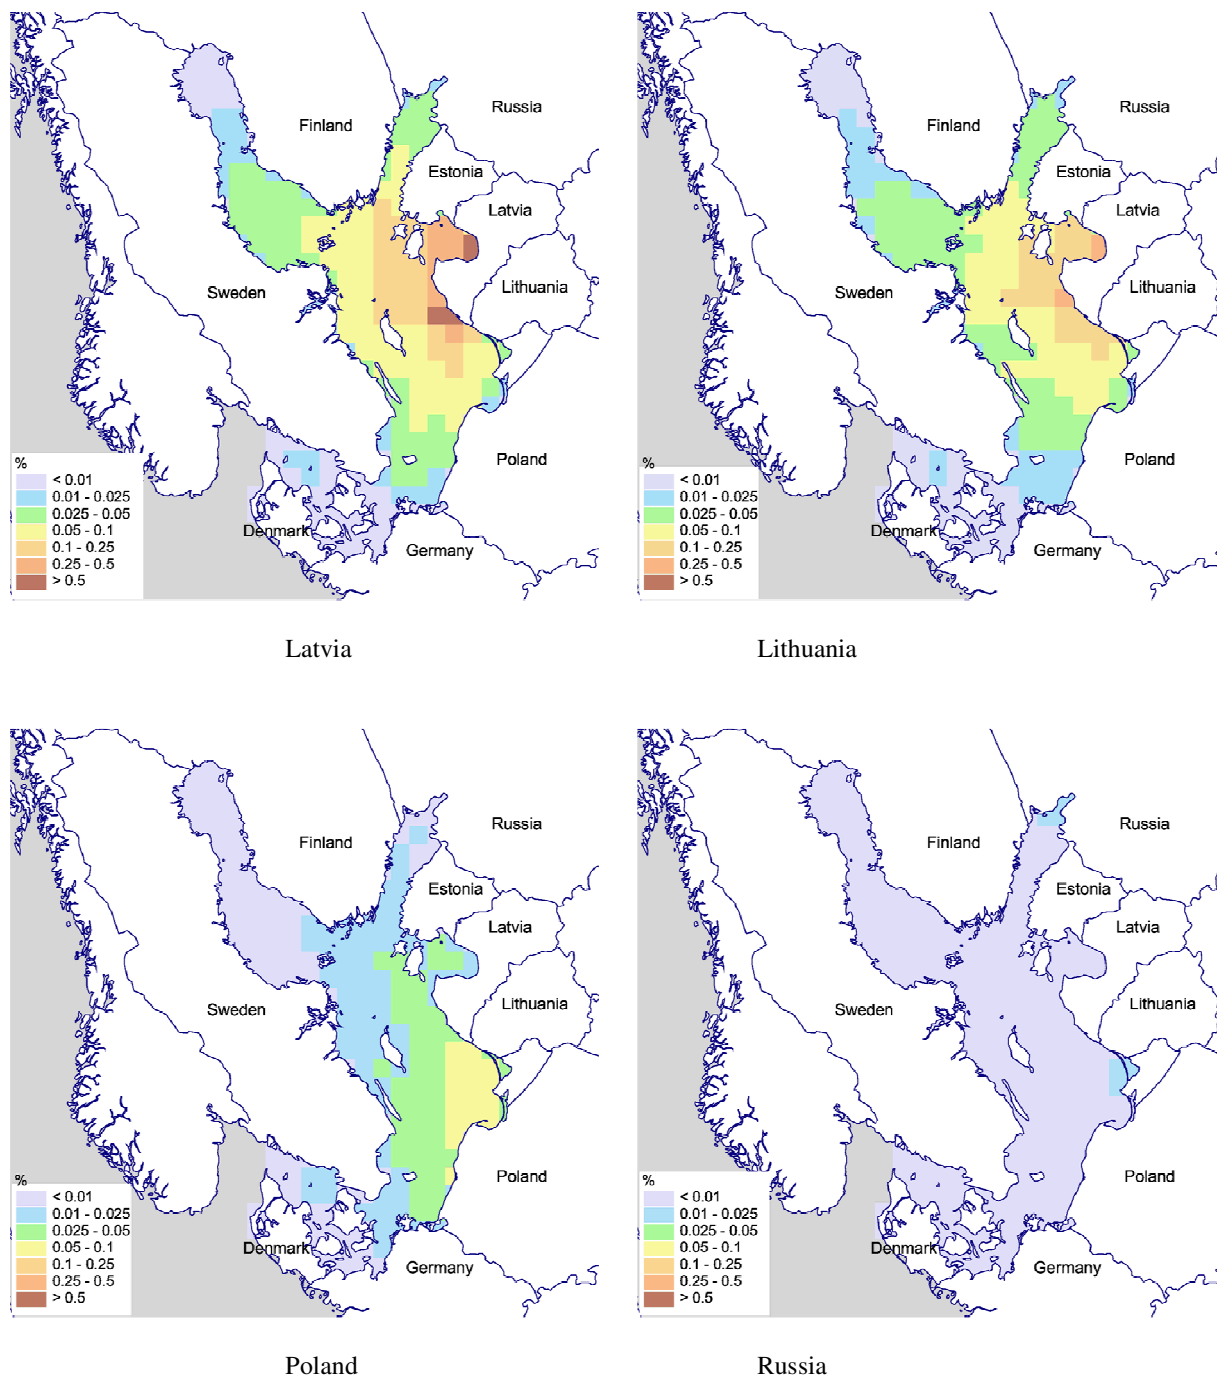 Russia
Finland
Estonia
Latvia
Lithuania
Sweden
Poland
Denmark
Germany
%
< 0.01
0.01 - 0.025
0.025 - 0.05
0.05 - 0.1
0.1 - 0.25
0.25 - 0.5
> 0.5
Russia
Finland
Estonia
Latvia
Lithuania
Sweden
Poland
Denmark
Germany
%
< 0.01
0.01 - 0.025
0.025 - 0.05
0.05 - 0.1
0.1 - 0.25
0.25 - 0.5
> 0.5
Latvia
Lithuania
Russia
Finland
Estonia
Latvia
Lithuania
Sweden
Poland
Denmark
Germany
%
< 0.01
0.01 - 0.025
0.025 - 0.05
0.05 - 0.1
0.1 - 0.25
0.25 - 0.5
> 0.5
Russia
Finland
Estonia
Latvia
Lithuania
Sweden
Poland
Denmark
Germany
%
< 0.01
0.01 - 0.025
0.025 - 0.05
0.05 - 0.1
0.1 - 0.25
0.25 - 0.5
> 0.5
Poland
Russia